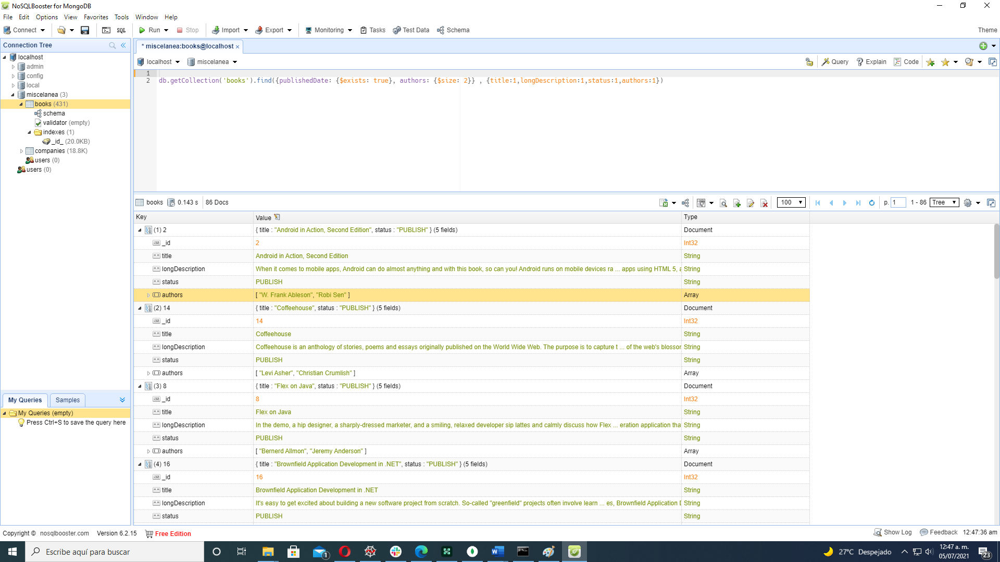 NoSQLBooster for MongoDB
File Edit Options View Favorites Tools Window Help
Connect SQL Run Stop Import Export Monitoring Tasks Test Data Schema Theme
Connection Tree
localhost
admin
config
local
miscelanea (3)
books (431)
schema
validator (empty)
indexes (1)
_id_ (20.0KB)
companies (18.8K)
users (0)
users (0)
My Queries Samples
My Queries (empty)
Press Ctrl+S to save the query here
* miscelanea:books@localhost ×
localhost miscelanea Query Explain Code
1
2 db.getCollection('books').find({publishedDate: {$exists: true}, authors: {$size: 2}} , {title:1,longDescription:1,status:1,authors:1})
books 0.143 s 86 Docs 100 p. 1 1 - 86 Tree
Key Value Type
(1) 2 { title : "Android in Action, Second Edition", status : "PUBLISH" } (5 fields) Document
_id 2 Int32
title Android in Action, Second Edition String
longDescription When it comes to mobile apps, Android can do almost anything and with this book, so can you! Android runs on mobile devices ra ... apps using HTML 5, a String
status PUBLISH String
authors [ "W. Frank Ableson", "Robi Sen" ] Array
(2) 14 { title : "Coffeehouse", status : "PUBLISH" } (5 fields) Document
_id 14 Int32
title Coffeehouse String
longDescription Coffeehouse is an anthology of stories, poems and essays originally published on the World Wide Web. The purpose is to capture t ... of the web's blossor String
status PUBLISH String
authors [ "Levi Asher", "Christian Crumlish" ] Array
(3) 8 { title : "Flex on Java", status : "PUBLISH" } (5 fields) Document
_id 8 Int32
title Flex on Java String
longDescription In the demo, a hip designer, a sharply-dressed marketer, and a smiling, relaxed developer sip lattes and calmly discuss how Flex ... eration application tha String
status PUBLISH String
authors [ "Bernerd Allmon", "Jeremy Anderson" ] Array
(4) 16 { title : "Brownfield Application Development in .NET", status : "PUBLISH" } (5 fields) Document
_id 16 Int32
title Brownfield Application Development in .NET String
longDescription It's easy to get excited about building a new software project from scratch. So-called "greenfield" projects often involve learn ... es, Brownfield Application D String
status PUBLISH String
Copyright © nosqlbooster.com Version 6.2.15 Free Edition Show Log Feedback 12:47:36 am
Escribe aquí para buscar 1 27°C Despejado 12:47 a. m. 23
05/07/2021